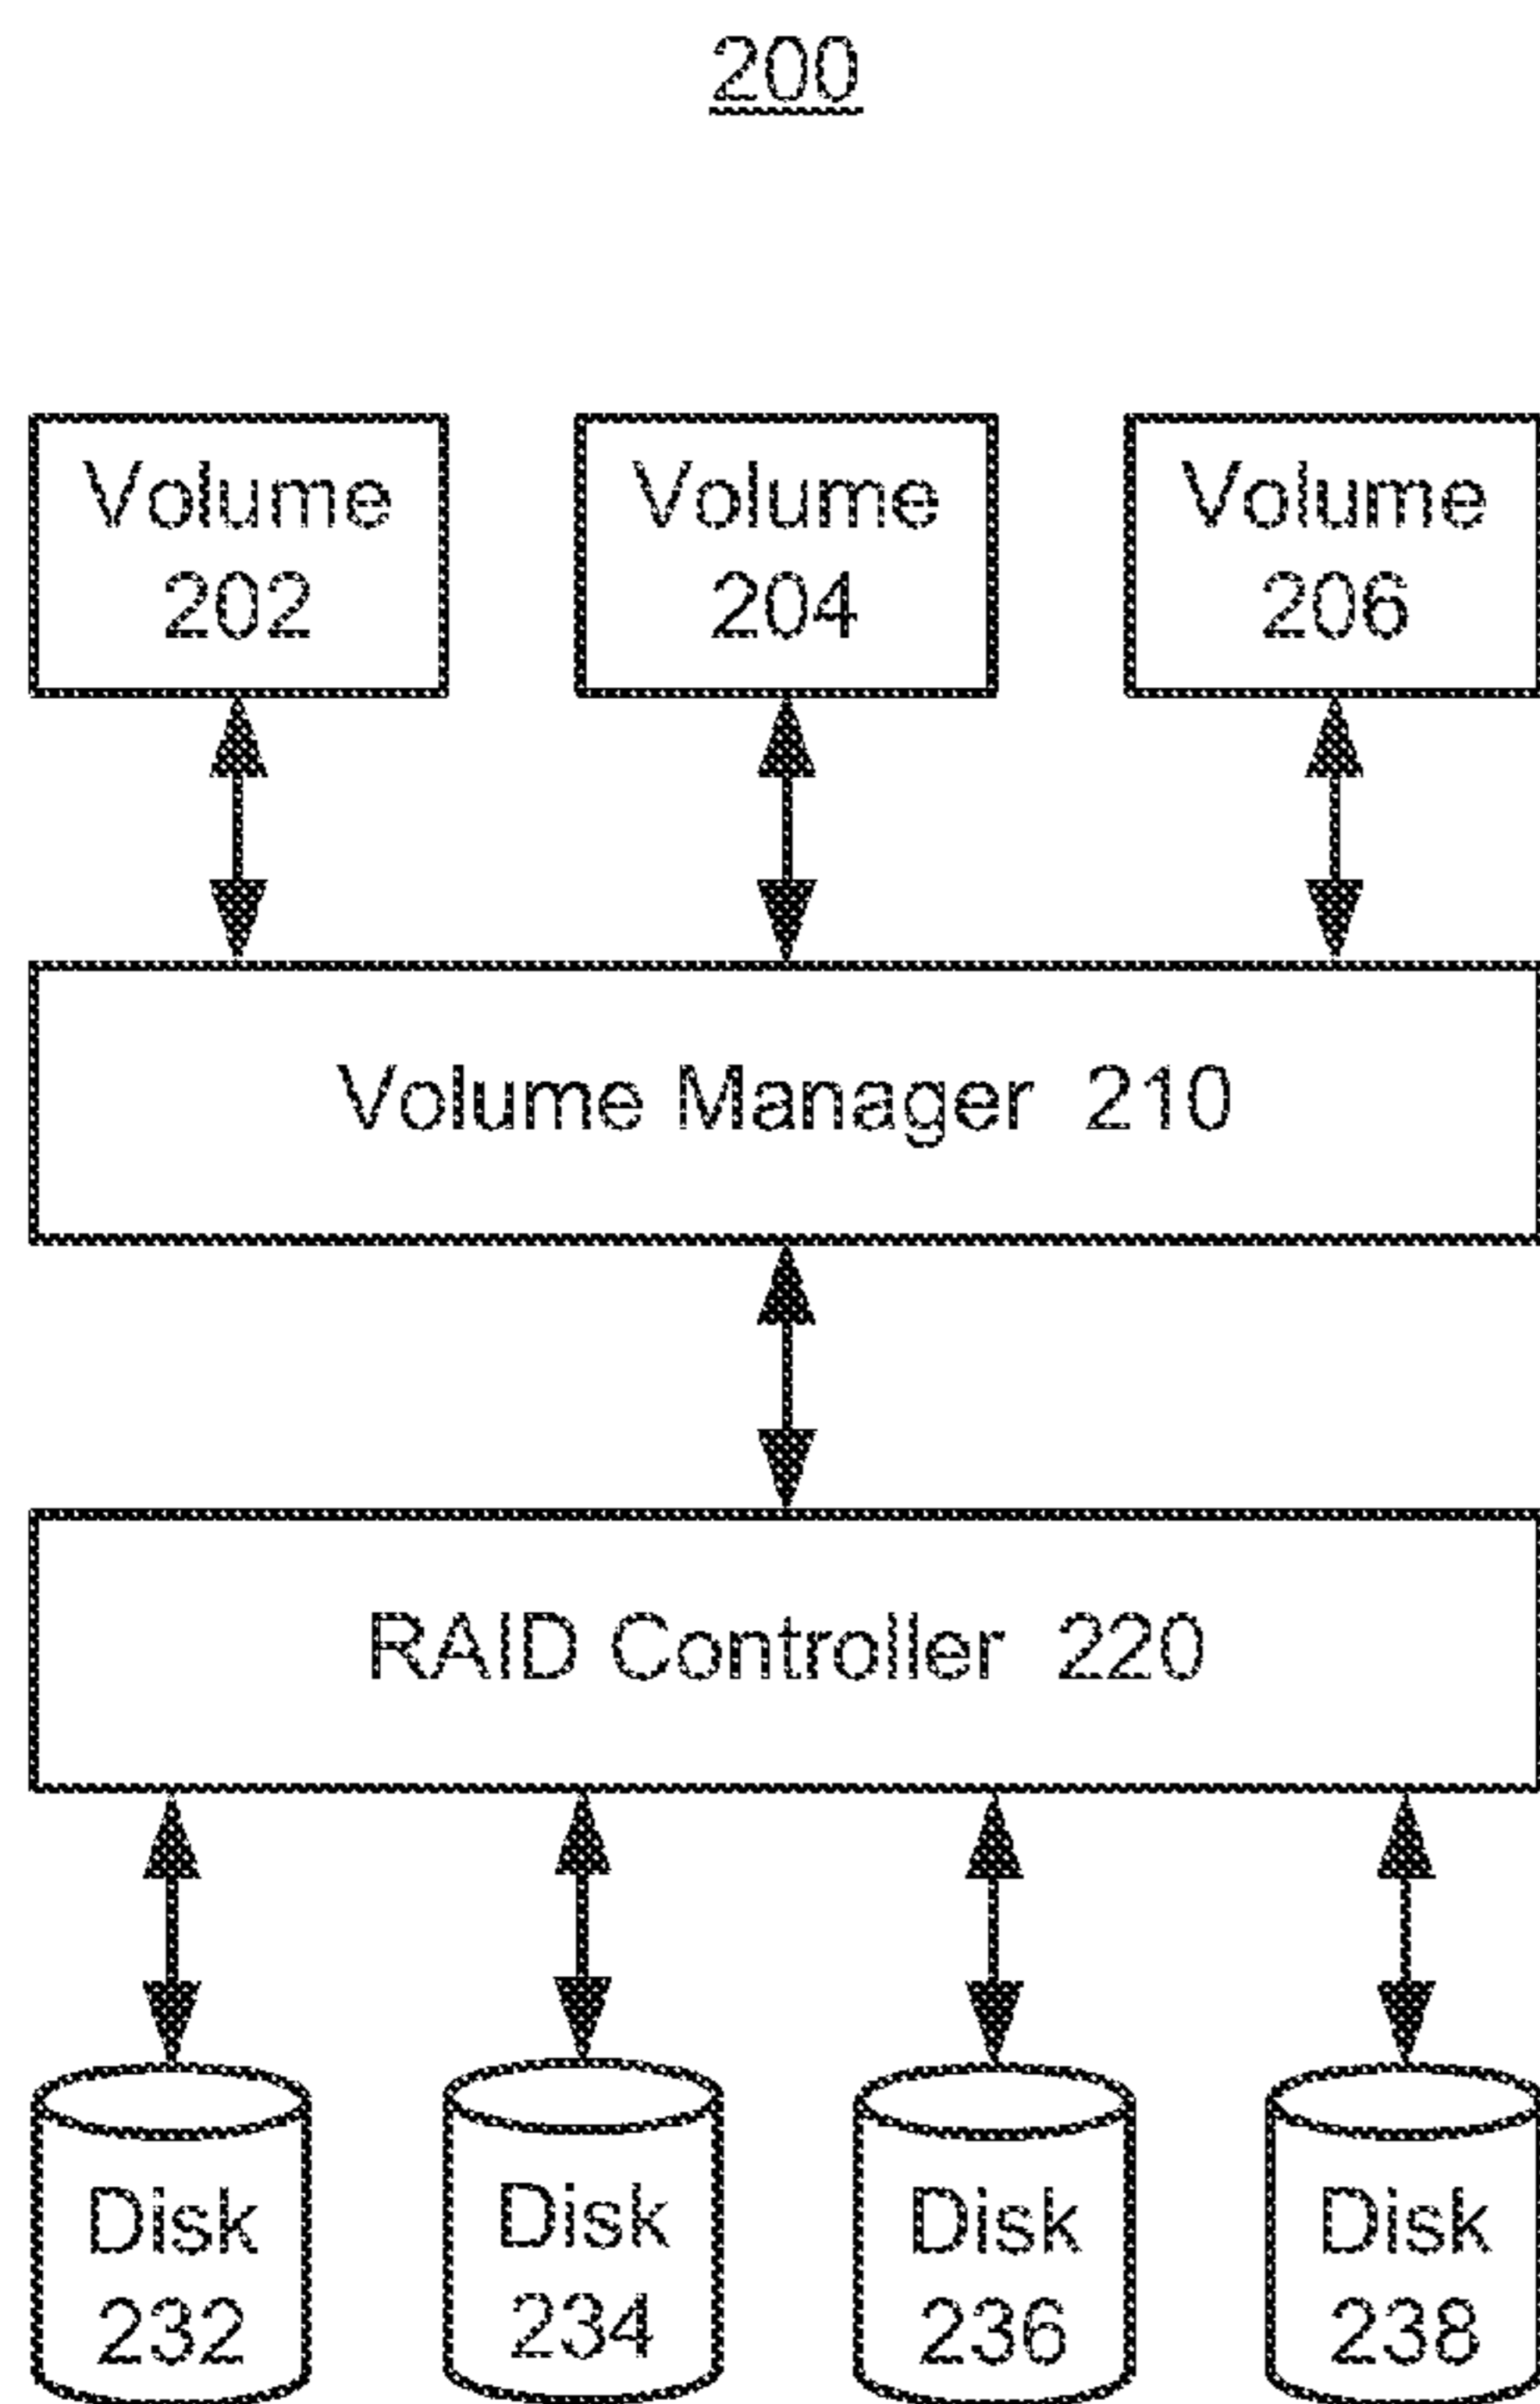 200
Volume Volume Volume
202 204 206
Volume Manager 210
RAID Controller 220
Disk Disk Disk Disk
232 234 236 238